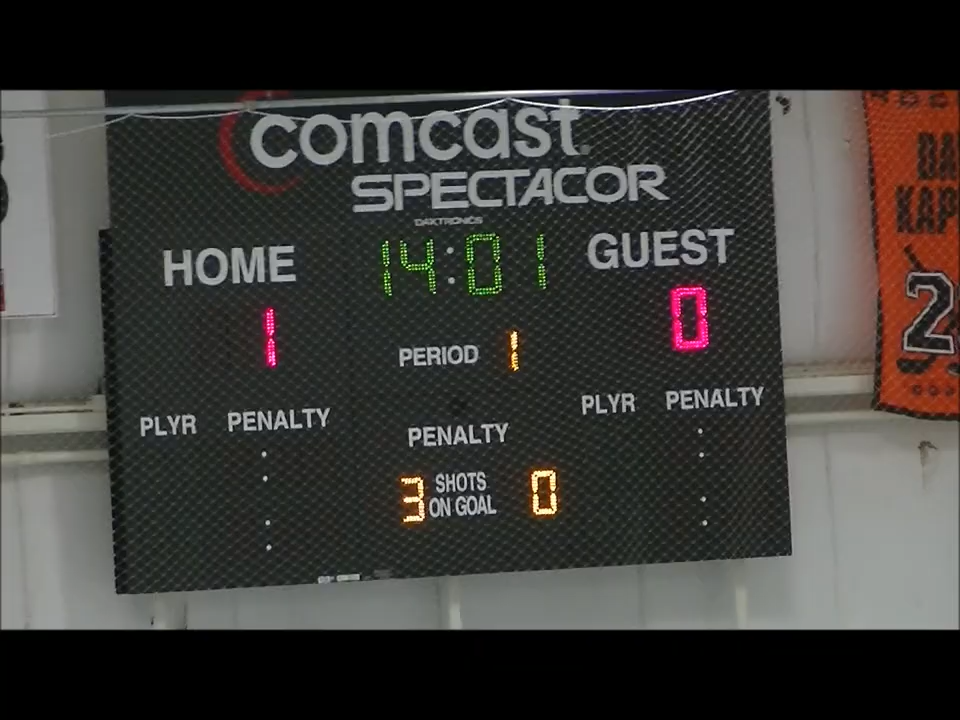 comcast
SPECTACOR
DAKTRONICS
HOME 14:01 GUEST
1 0
PERIOD 1
PLYR PENALTY PLYR PENALTY
PENALTY
3 SHOTS ON GOAL 0
2